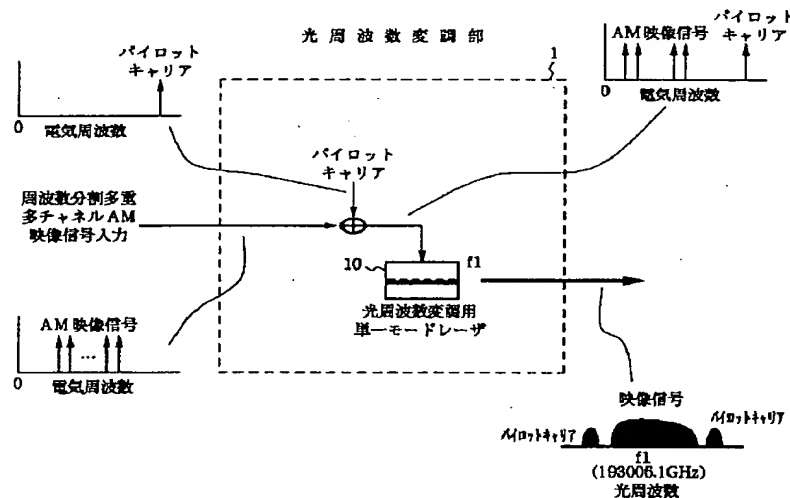 光周波数変調部
1
パイロット
キャリア
0
電気周波数
AM映像信号
パイロット
キャリア
0
電気周波数
パイロット
キャリア
周波数分割多重
多チャネルAM
映像信号入力
10
f1
光周波数変調用
単一モードレーザ
AM映像信号
...
0
電気周波数
映像信号
パイロットキャリア
パイロットキャリア
f1
(193006.1GHz)
光周波数